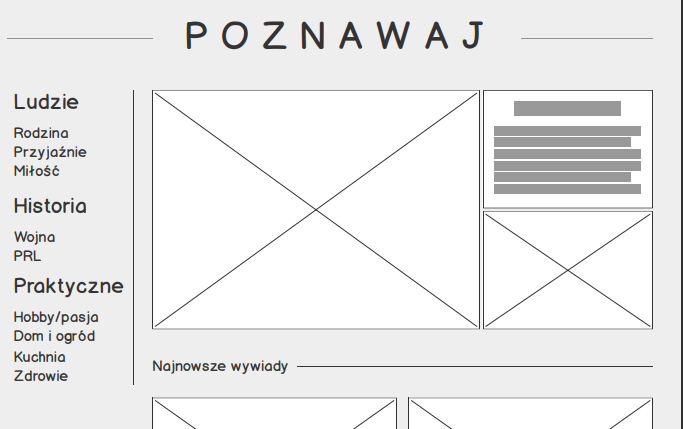 POZNAWAJ
Ludzie
Rodzina
Przyjaźnie
Miłość
Historia
Wojna
PRL
Praktyczne
Hobby/pasja
Dom i ogród
Kuchnia
Zdrowie
Najnowsze wywiady